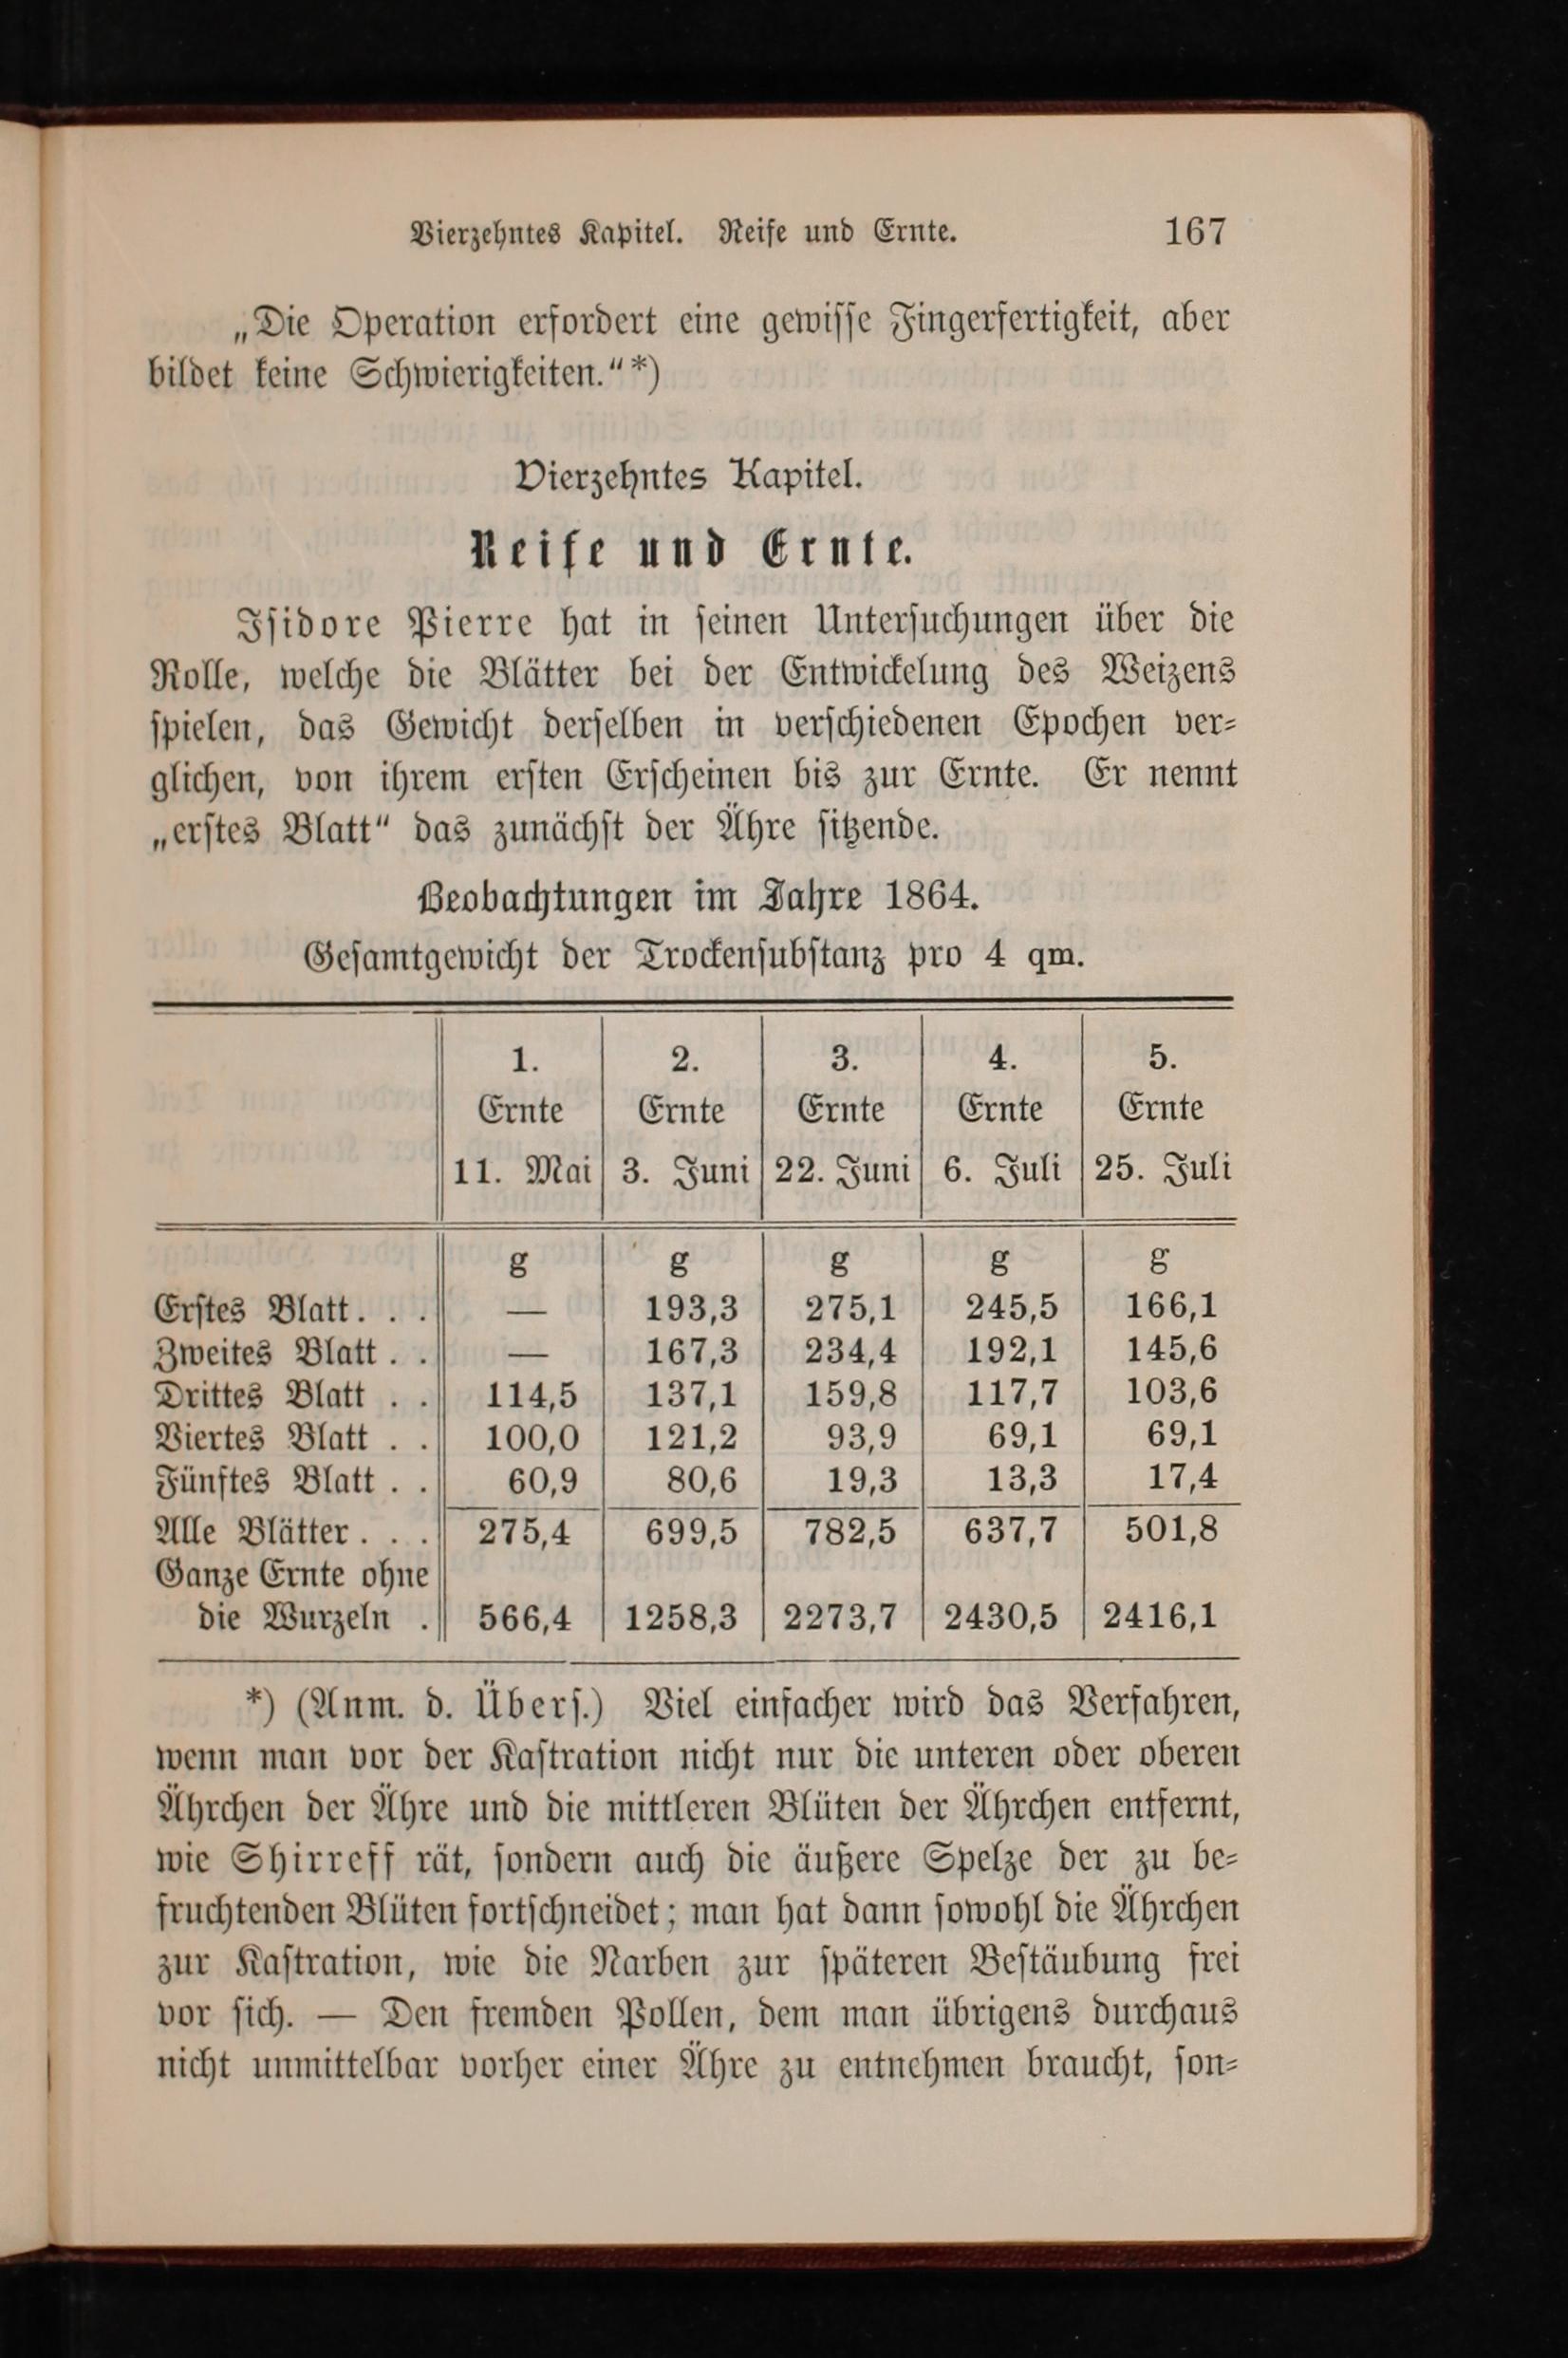 Vierzehntes Kapitel. Reife und Ernte. 167
„Die Operation erfordert eine gewisse Fingerfertigkeit, aber
bildet keine Schwierigkeiten.“*)
Vierzehntes Kapitel.
Reife und Ernte.
Isidore Pierre hat in seinen Untersuchungen über die
Rolle, welche die Blätter bei der Entwickelung des Weizens
spielen, das Gewicht derselben in verschiedenen Epochen ver-
glichen, von ihrem ersten Erscheinen bis zur Ernte. Er nennt
„erstes Blatt“ das zunächst der Ähre sitzende.
Beobachtungen im Jahre 1864.
Gesamtgewicht der Trockensubstanz pro 4 qm.
1. 2. 3. 4. 5.
Ernte Ernte Ernte Ernte Ernte
11. Mai 3. Juni 22. Juni 6. Juli 25. Juli
g g g g g
Erstes Blatt. . . — 193,3 275,1 245,5 166,1
Zweites Blatt . . — 167,3 234,4 192,1 145,6
Drittes Blatt . . 114,5 137,1 159,8 117,7 103,6
Viertes Blatt . . 100,0 121,2 93,9 69,1 69,1
Fünftes Blatt . . 60,9 80,6 19,3 13,3 17,4
Alle Blätter . . . 275,4 699,5 782,5 637,7 501,8
Ganze Ernte ohne
die Wurzeln . 566,4 1258,3 2273,7 2430,5 2416,1
*) (Anm. d. Übers.) Viel einfacher wird das Verfahren,
wenn man vor der Kastration nicht nur die unteren oder oberen
Ährchen der Ähre und die mittleren Blüten der Ährchen entfernt,
wie Shirreff rät, sondern auch die äußere Spelze der zu be-
fruchtenden Blüten fortschneidet; man hat dann sowohl die Ährchen
zur Kastration, wie die Narben zur späteren Bestäubung frei
vor sich. — Den fremden Pollen, dem man übrigens durchaus
nicht unmittelbar vorher einer Ähre zu entnehmen braucht, son-